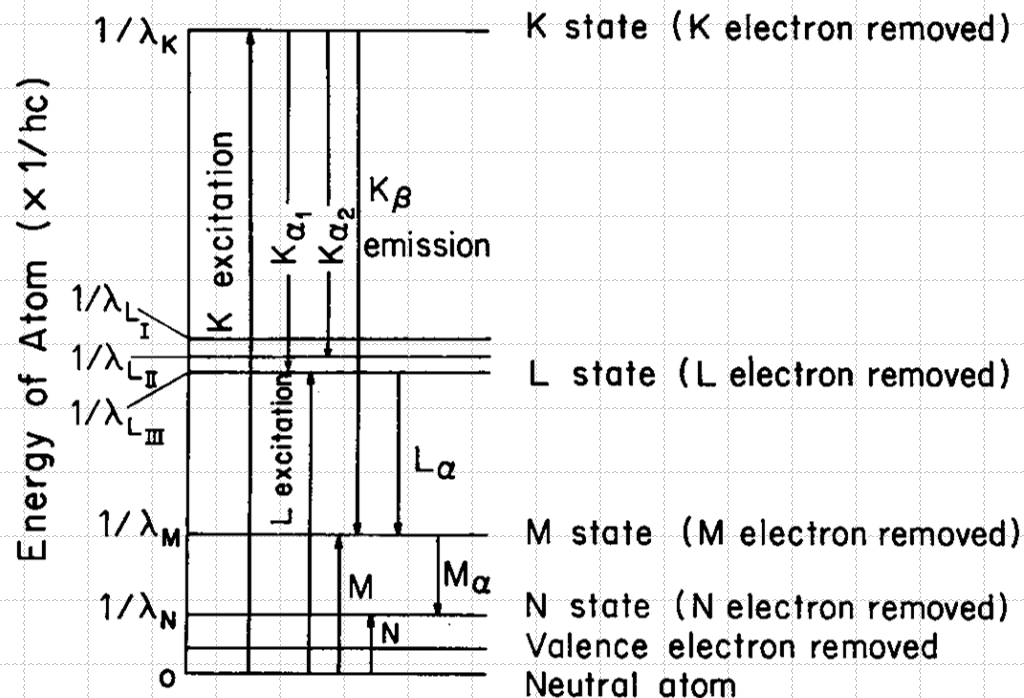 1/λK
K state (K electron removed)
Energy of Atom (x 1/hc)
K excitation
Kα1
Kα2
Kβ
emission
1/λLI
1/λLII
1/λLIII
L state (L electron removed)
L excitation
Lα
1/λM
M state (M electron removed)
M
Mα
1/λN
N state (N electron removed)
N
Valence electron removed
O
Neutral atom